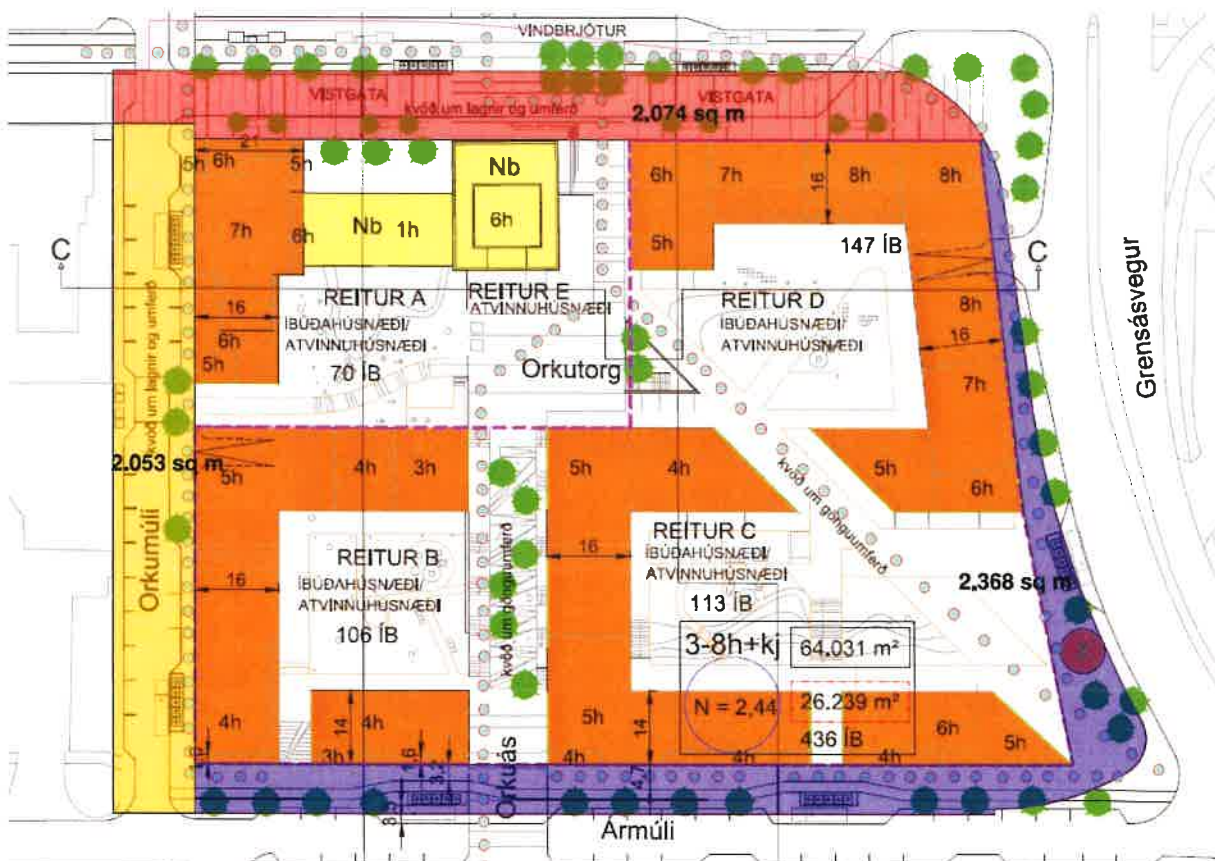 VINDBRJÓTUR
VISTGATA
VISTGATA
kvöð um lagnir og umferð
2.074 sq m
21
5h
6h
5h
Nb
6h
7h
8h
8h
16
7h
6h
Nb 1h
6h
5h
147 ÍB
C
C
Grensásvegur
REITUR A
REITUR E
REITUR D
ÍBÚÐAHÚSNÆÐI/
ATVINNUHÚSNÆÐI
ATVINNUHÚSNÆÐI
ÍBÚÐAHÚSNÆÐI/
ATVINNUHÚSNÆÐI
8h
16
6h
5h
70 ÍB
Orkutorg
16
7h
kvöð um lagnir og umferð
2.053 sq m
5h
4h
3h
5h
4h
5h
6h
kvöð um gönguumferð
Orkumúli
REITUR B
ÍBÚÐAHÚSNÆÐI/
ATVINNUHÚSNÆÐI
106 ÍB
16
kvöð um gönguumferð
16
REITUR C
ÍBÚÐAHÚSNÆÐI/
ATVINNUHÚSNÆÐI
113 ÍB
2.368 sq m
3-8h+kj
64.031 m²
N = 2,44
26.239 m²
436 ÍB
4h
14
4h
3h
3,2
Orkuás
5h
4h
14
4,7
4h
4h
6h
5h
Ármúli